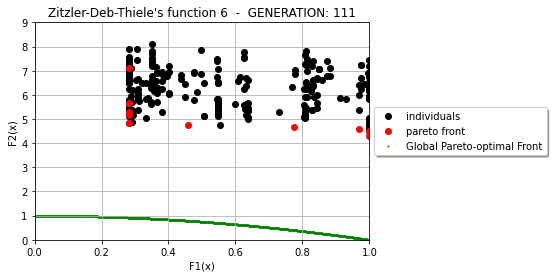 Zitzler-Deb-Thiele's function 6 - GENERATION: 111
9
8
7
6
5
4
3
2
1
0
F2(x)
0.0 0.2 0.4 0.6 0.8 1.0
F1(x)
individuals
pareto front
Global Pareto-optimal Front